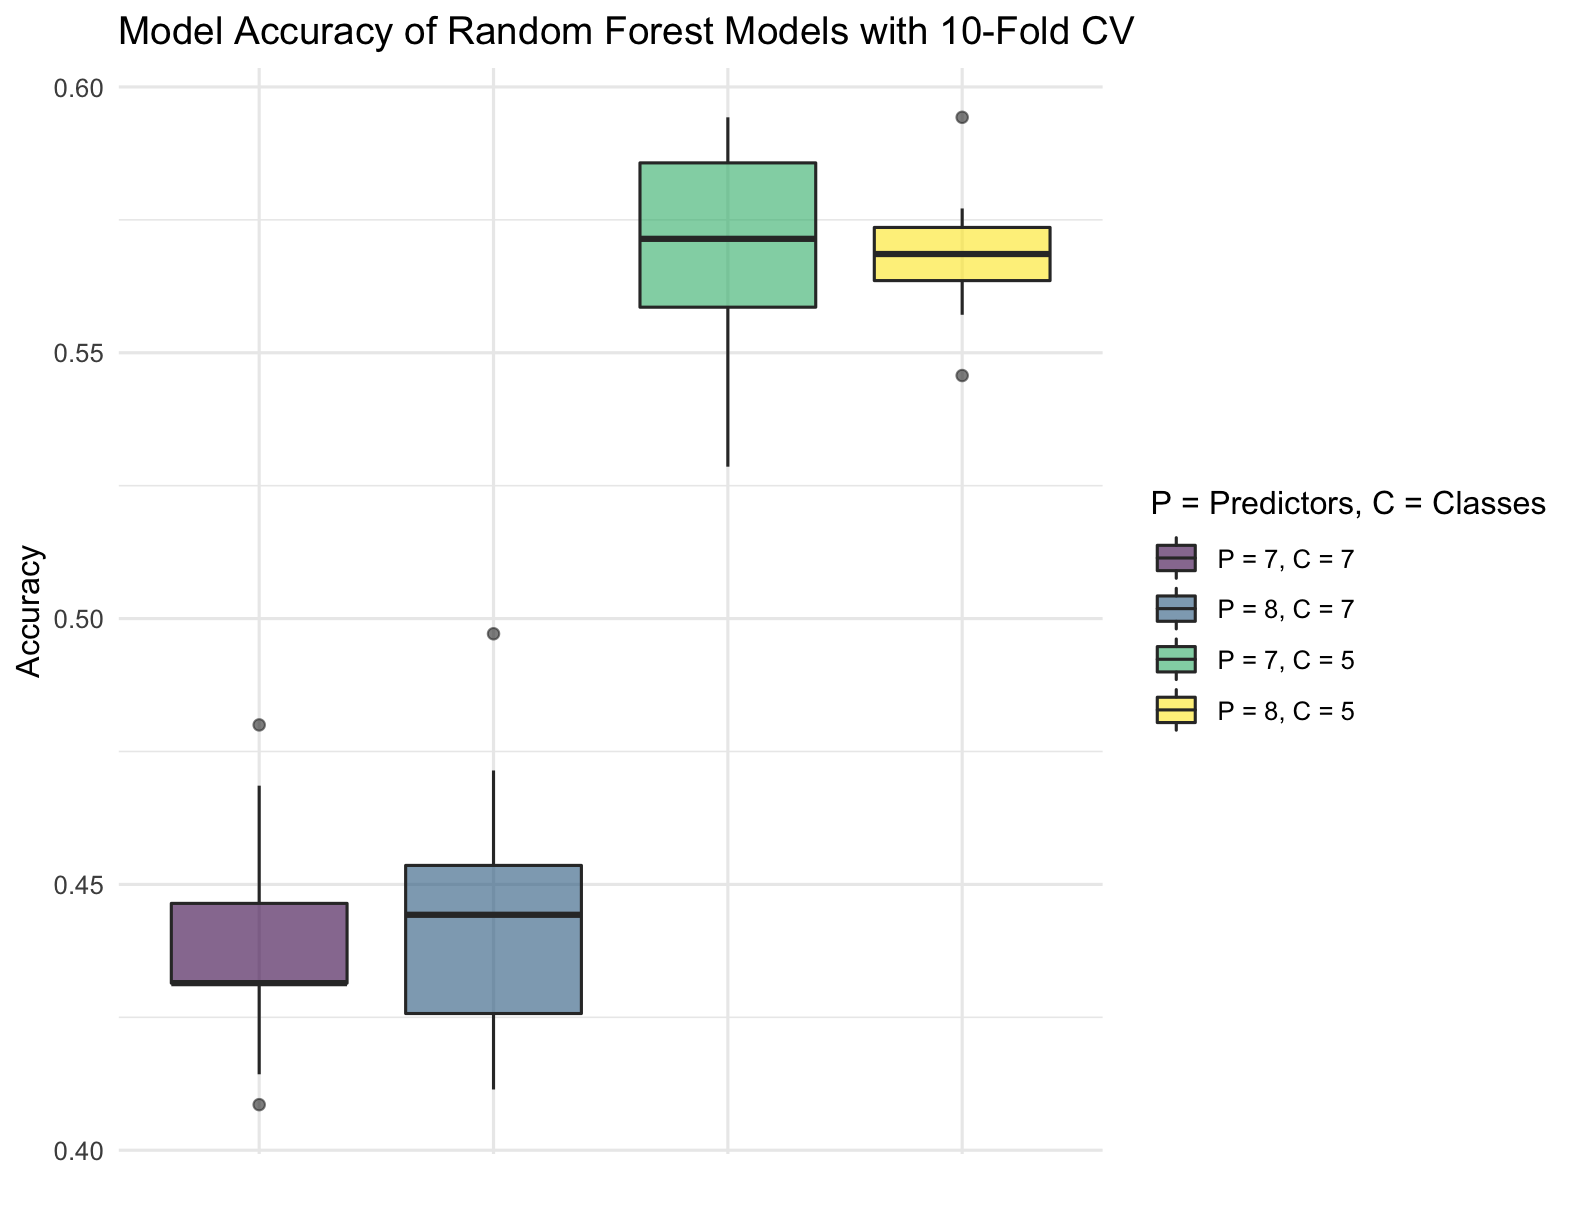 Model Accuracy of Random Forest Models with 10-Fold CV
0.60
0.55
0.50
0.45
0.40
Accuracy
P = Predictors, C = Classes
P = 7, C = 7
P = 8, C = 7
P = 7, C = 5
P = 8, C = 5